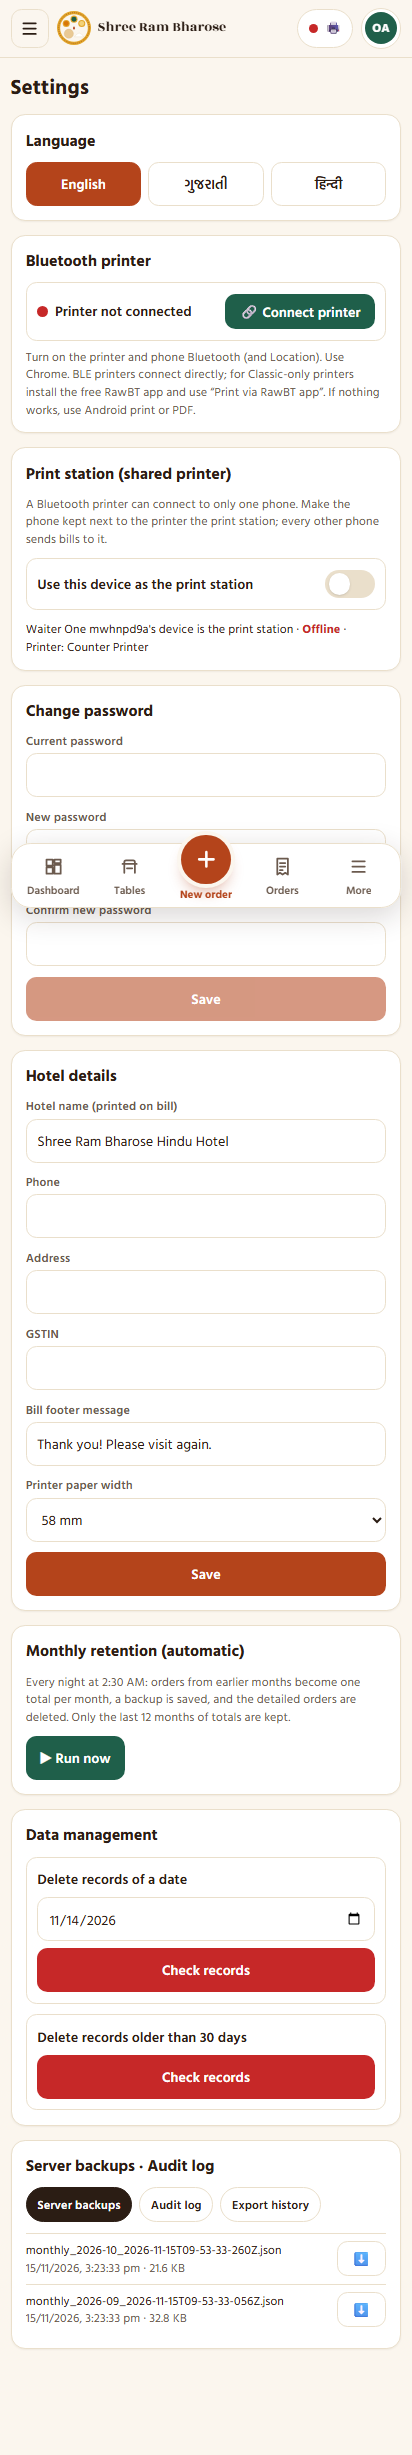 Shree Ram Bharose
OA
Settings
Language
English
ગુજરાતી
हिन्दी
Bluetooth printer
Printer not connected
Connect printer
Turn on the printer and phone Bluetooth (and Location). Use
Chrome. BLE printers connect directly; for Classic-only printers
install the free RawBT app and use “Print via RawBT app”. If nothing
works, use Android print or PDF.
Print station (shared printer)
A Bluetooth printer can connect to only one phone. Make the
phone kept next to the printer the print station; every other phone
sends bills to it.
Use this device as the print station
Waiter One mwhnpd9a's device is the print station · Offline ·
Printer: Counter Printer
Change password
Current password
New password
Dashboard
Tables
New order
Orders
More
Confirm new password
Save
Hotel details
Hotel name (printed on bill)
Shree Ram Bharose Hindu Hotel
Phone
Address
GSTIN
Bill footer message
Thank you! Please visit again.
Printer paper width
58 mm
Save
Monthly retention (automatic)
Every night at 2:30 AM: orders from earlier months become one
total per month, a backup is saved, and the detailed orders are
deleted. Only the last 12 months of totals are kept.
▶ Run now
Data management
Delete records of a date
11/14/2026
Check records
Delete records older than 30 days
Check records
Server backups · Audit log
Server backups
Audit log
Export history
monthly_2026-10_2026-11-15T09-53-33-260Z.json
15/11/2026, 3:23:33 pm · 21.6 KB
monthly_2026-09_2026-11-15T09-53-33-056Z.json
15/11/2026, 3:23:33 pm · 32.8 KB